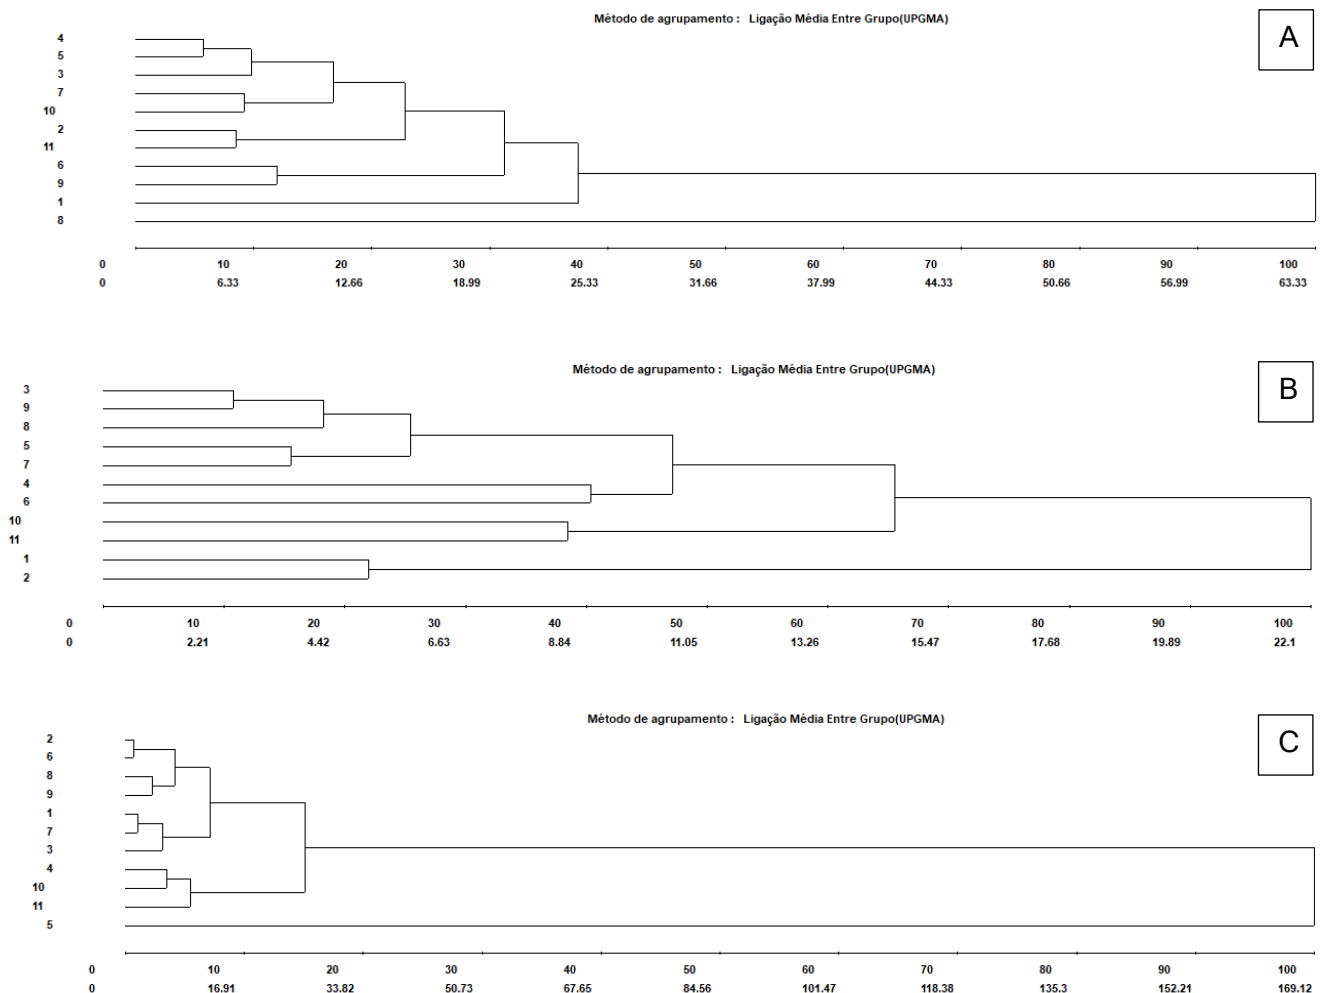 Método de agrupamento : Ligação Média Entre Grupo(UPGMA)
A
4
5
3
7
10
2
11
6
9
1
8
0 10 20 30 40 50 60 70 80 90 100
0 6.33 12.66 18.99 25.33 31.66 37.99 44.33 50.66 56.99 63.33
Método de agrupamento : Ligação Média Entre Grupo(UPGMA)
B
3
9
8
5
7
4
6
10
11
1
2
0 10 20 30 40 50 60 70 80 90 100
0 2.21 4.42 6.63 8.84 11.05 13.26 15.47 17.68 19.89 22.1
Método de agrupamento : Ligação Média Entre Grupo(UPGMA)
C
2
6
8
9
1
7
3
4
10
11
5
0 10 20 30 40 50 60 70 80 90 100
0 16.91 33.82 50.73 67.65 84.56 101.47 118.38 135.3 152.21 169.12